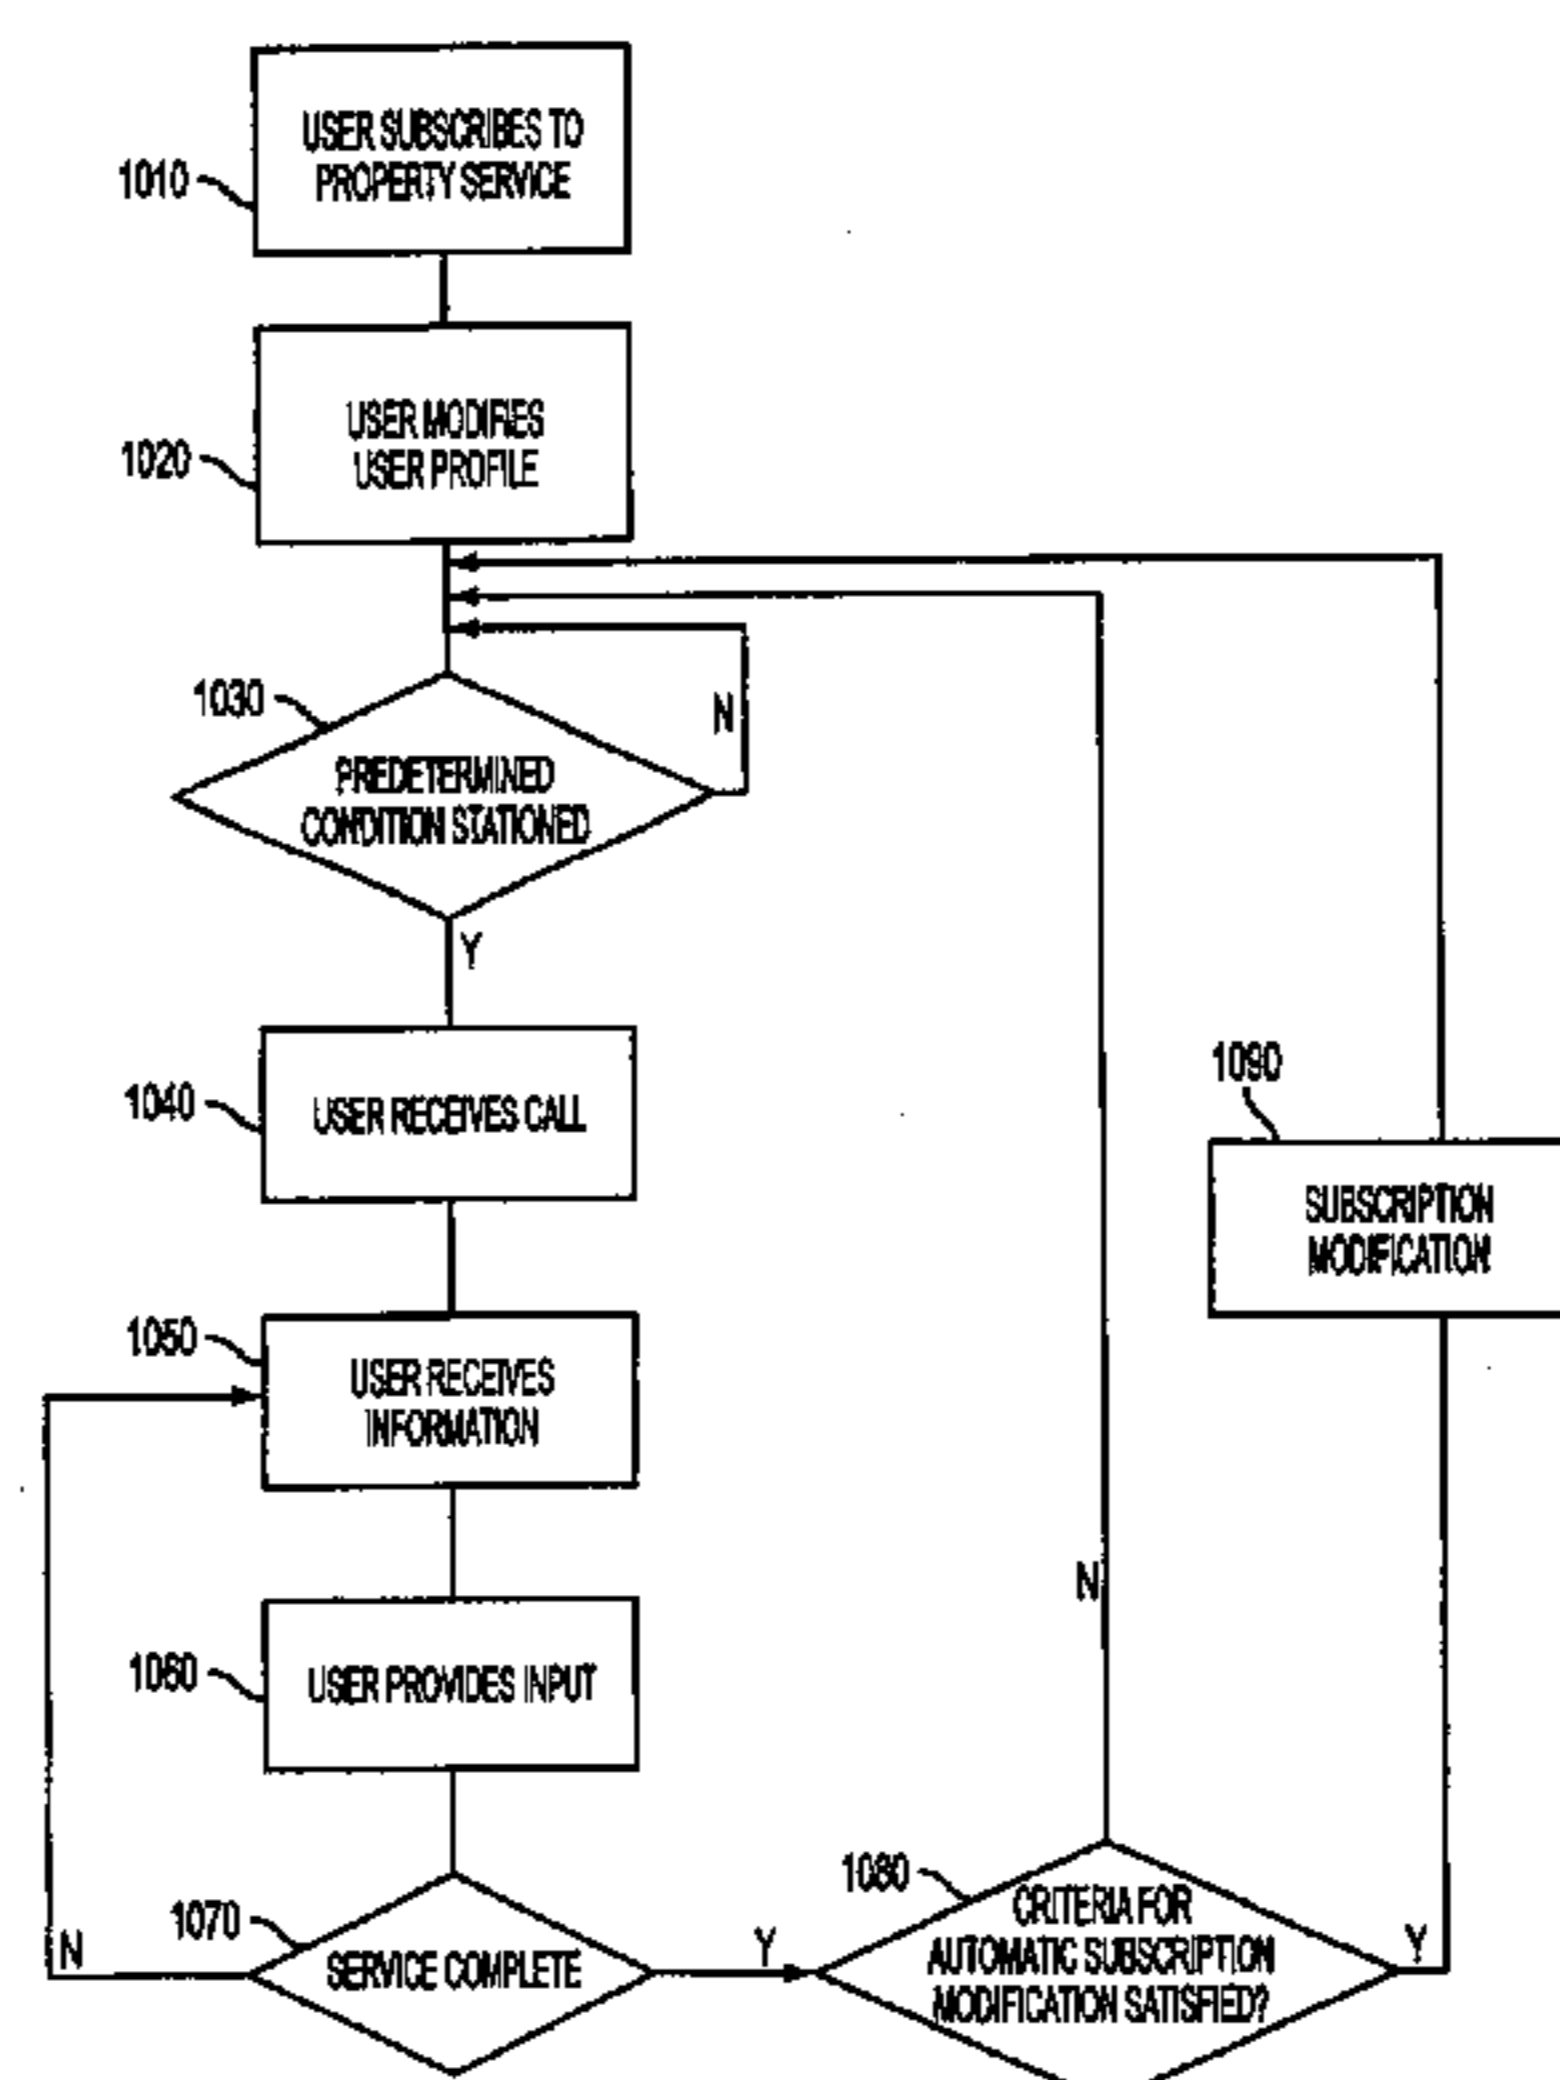 USER SUBSCRIBES TO
PROPERTY SERVICE
1010
USER MODIFIES
USER PROFILE
1020
1030
N
PREDETERMINED
CONDITION STATIONED
Y
1040
USER RECEIVES CALL
1090
SUBSCRIPTION
MODIFICATION
1050
USER RECEIVES
INFORMATION
N
1060
USER PROVIDES INPUT
1070
N
SERVICE COMPLETE
Y
1080
CRITERIA FOR
AUTOMATIC SUBSCRIPTION
MODIFICATION SATISFIED?
Y